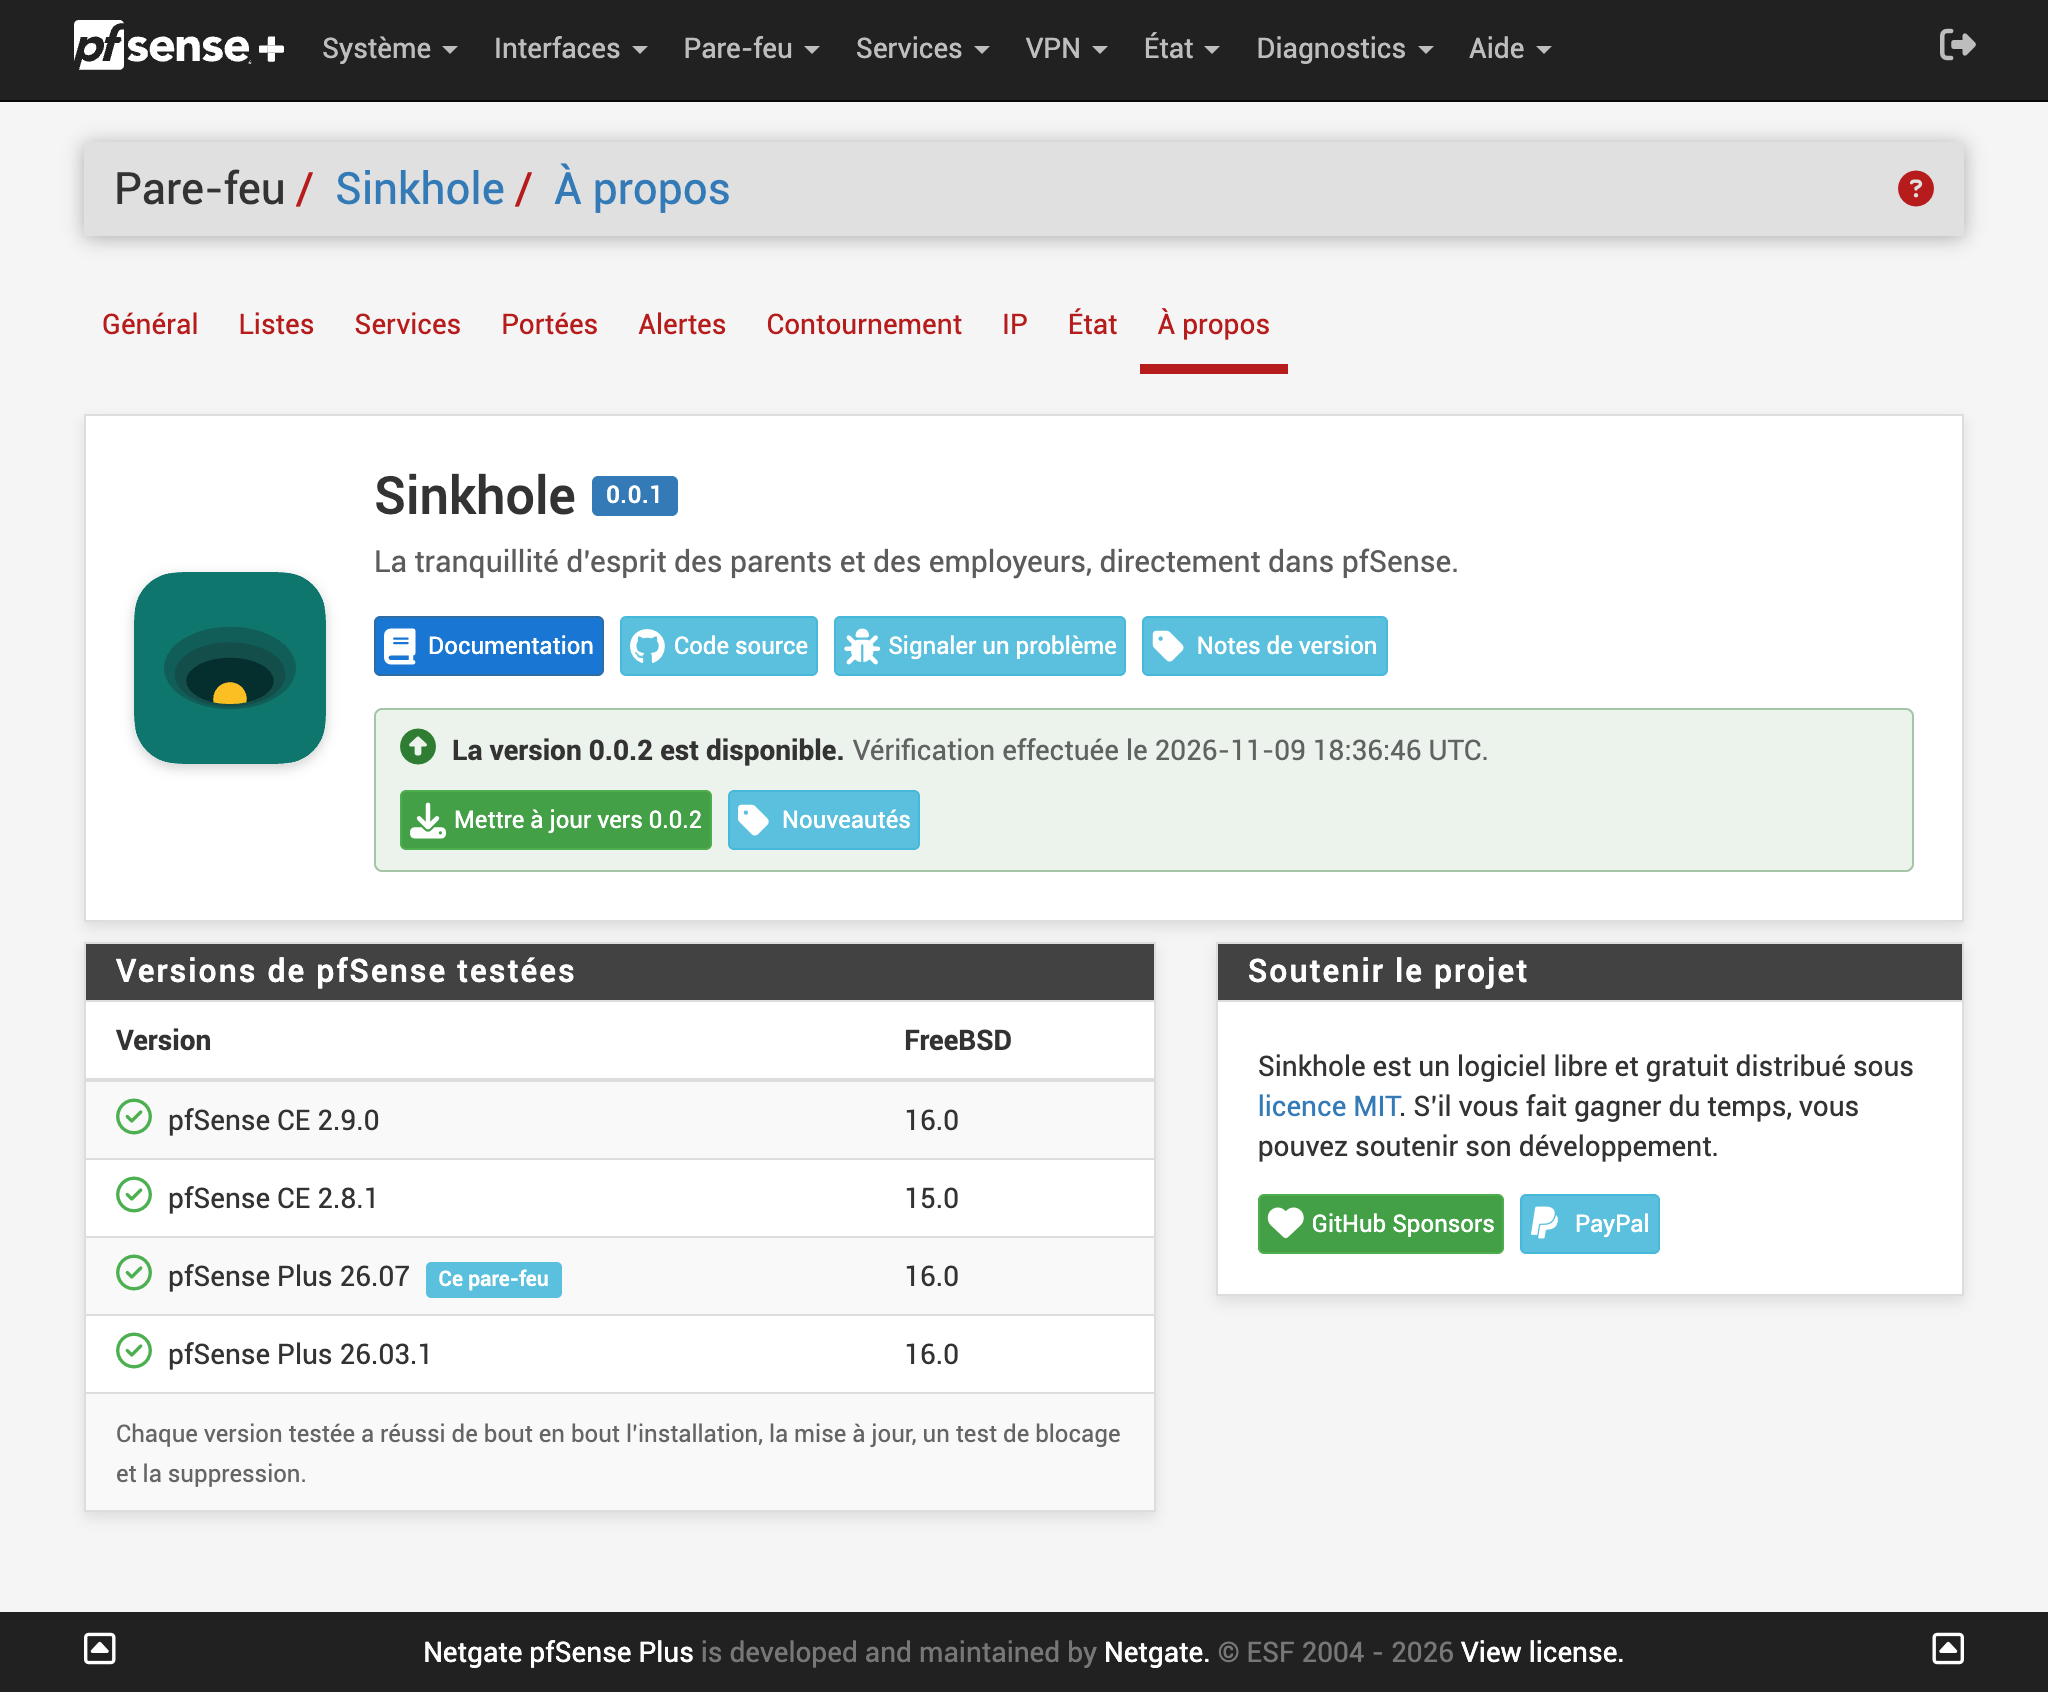 pfsense+ Système Interfaces Pare-feu Services VPN État Diagnostics Aide
Pare-feu / Sinkhole / À propos
Général Listes Services Portées Alertes Contournement IP État À propos
Sinkhole 0.0.1
La tranquillité d'esprit des parents et des employeurs, directement dans pfSense.
Documentation Code source Signaler un problème Notes de version
La version 0.0.2 est disponible. Vérification effectuée le 2026-11-09 18:36:46 UTC.
Mettre à jour vers 0.0.2 Nouveautés
Versions de pfSense testées
Version FreeBSD
pfSense CE 2.9.0 16.0
pfSense CE 2.8.1 15.0
pfSense Plus 26.07 Ce pare-feu 16.0
pfSense Plus 26.03.1 16.0
Chaque version testée a réussi de bout en bout l'installation, la mise à jour, un test de blocage
et la suppression.
Soutenir le projet
Sinkhole est un logiciel libre et gratuit distribué sous
licence MIT. S'il vous fait gagner du temps, vous
pouvez soutenir son développement.
GitHub Sponsors PayPal
Netgate pfSense Plus is developed and maintained by Netgate. © ESF 2004 - 2026 View license.